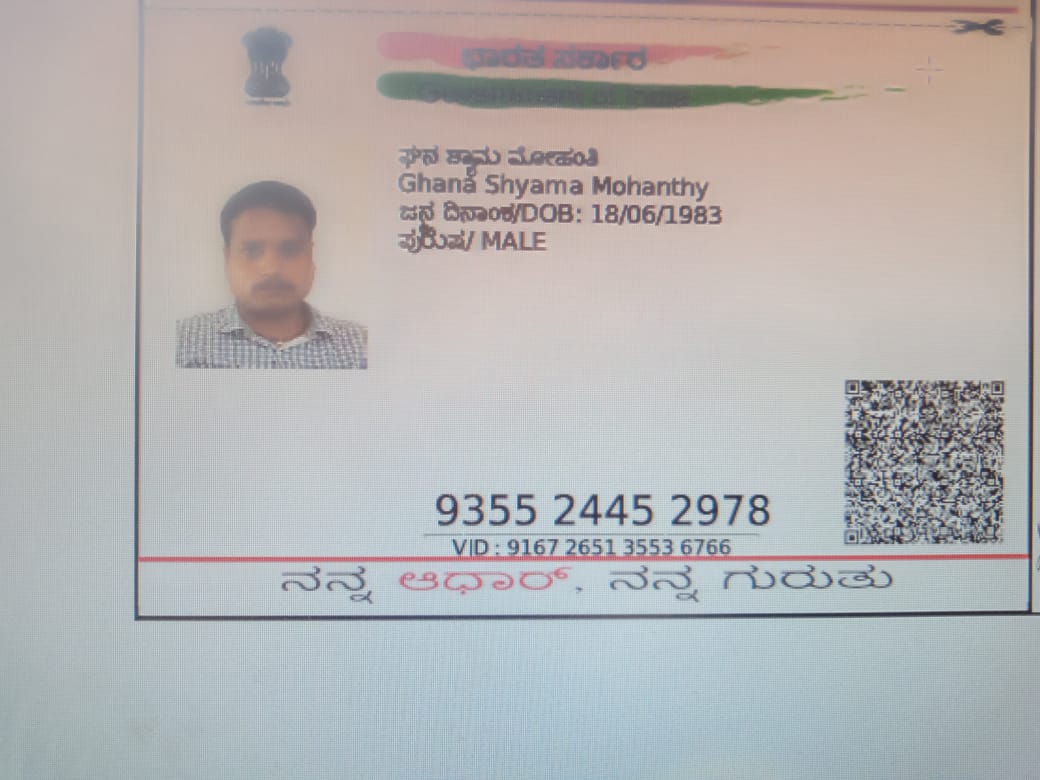 ಭಾರತ ಸರ್ಕಾರ
Government of India
ಘನ ಶ್ಯಾಮ ಮೋಹಂತಿ
Ghana Shyama Mohanthy
ಜನ್ಮ ದಿನಾಂಕ/DOB: 18/06/1983
ಪುರುಷ/ MALE
9355 2445 2978
VID : 9167 2651 3553 6766
ನನ್ನ ಆಧಾರ್, ನನ್ನ ಗುರುತು